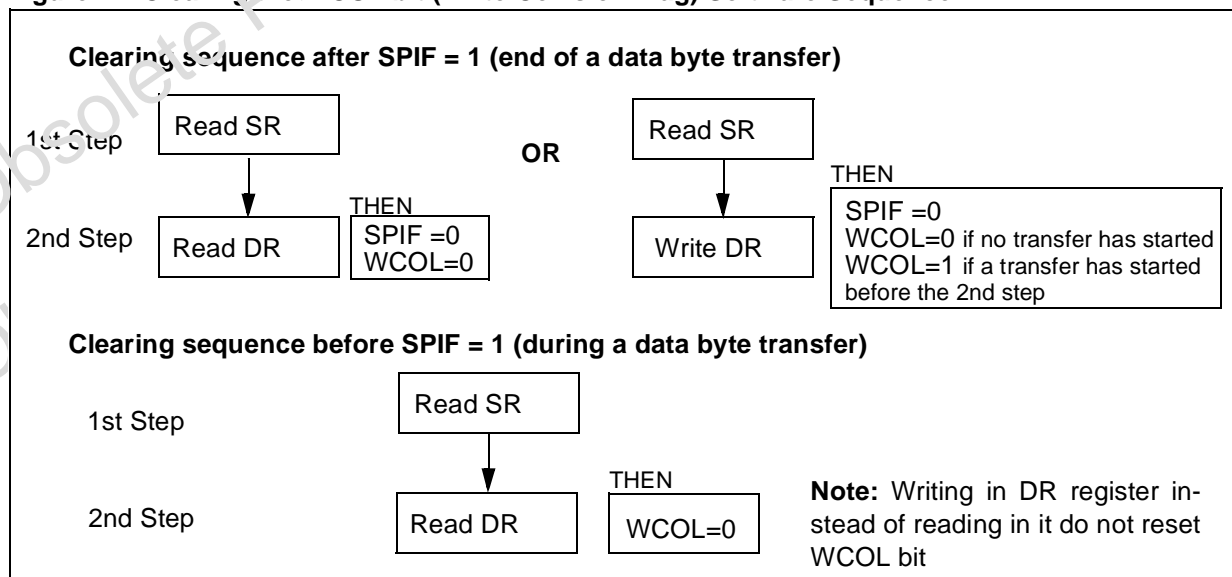 Clearing sequence after SPIF = 1 (end of a data byte transfer)
1st Step
Read SR
OR
Read SR
THEN
2nd Step
Read DR
THEN
SPIF =0
WCOL=0
Write DR
SPIF =0
WCOL=0 if no transfer has started
WCOL=1 if a transfer has started
before the 2nd step
Clearing sequence before SPIF = 1 (during a data byte transfer)
1st Step
Read SR
2nd Step
Read DR
THEN
WCOL=0
Note: Writing in DR register in-
stead of reading in it do not reset
WCOL bit